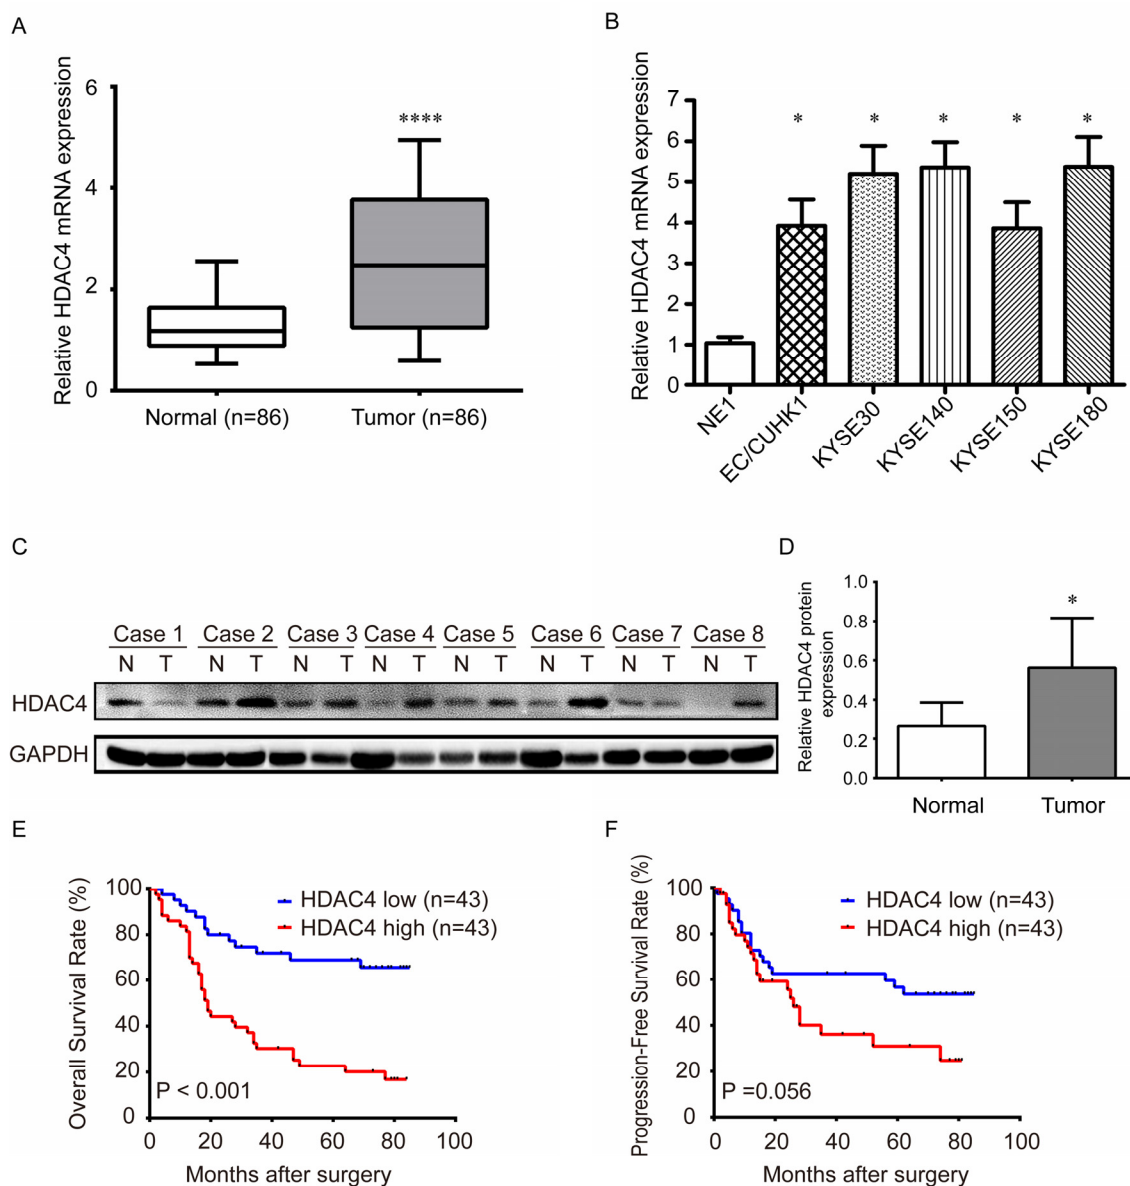 A
Relative HDAC4 mRNA expression
6
4
2
0
****
Normal (n=86)
Tumor (n=86)
B
Relative HDAC4 mRNA expression
7
6
5
4
3
2
1
0
* * * * *
NE1
EC/CUHK1
KYSE30
KYSE140
KYSE150
KYSE180
C
Case 1 Case 2 Case 3 Case 4 Case 5 Case 6 Case 7 Case 8
N T N T N T N T N T N T N T N T
HDAC4
GAPDH
D
Relative HDAC4 protein
expression
1.0
0.8
0.6
0.4
0.2
0.0
*
Normal
Tumor
E
Overall Survival Rate (%)
100
80
60
40
20
0
HDAC4 low (n=43)
HDAC4 high (n=43)
P < 0.001
0 20 40 60 80 100
Months after surgery
F
Progression-Free Survival Rate (%)
100
80
60
40
20
0
HDAC4 low (n=43)
HDAC4 high (n=43)
P =0.056
0 20 40 60 80 100
Months after surgery